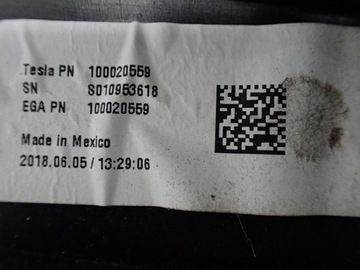 Tesla PN 100020559
SN S010953618
EGA PN 100020559
Made in Mexico
2018.06.05 / 13:29:06